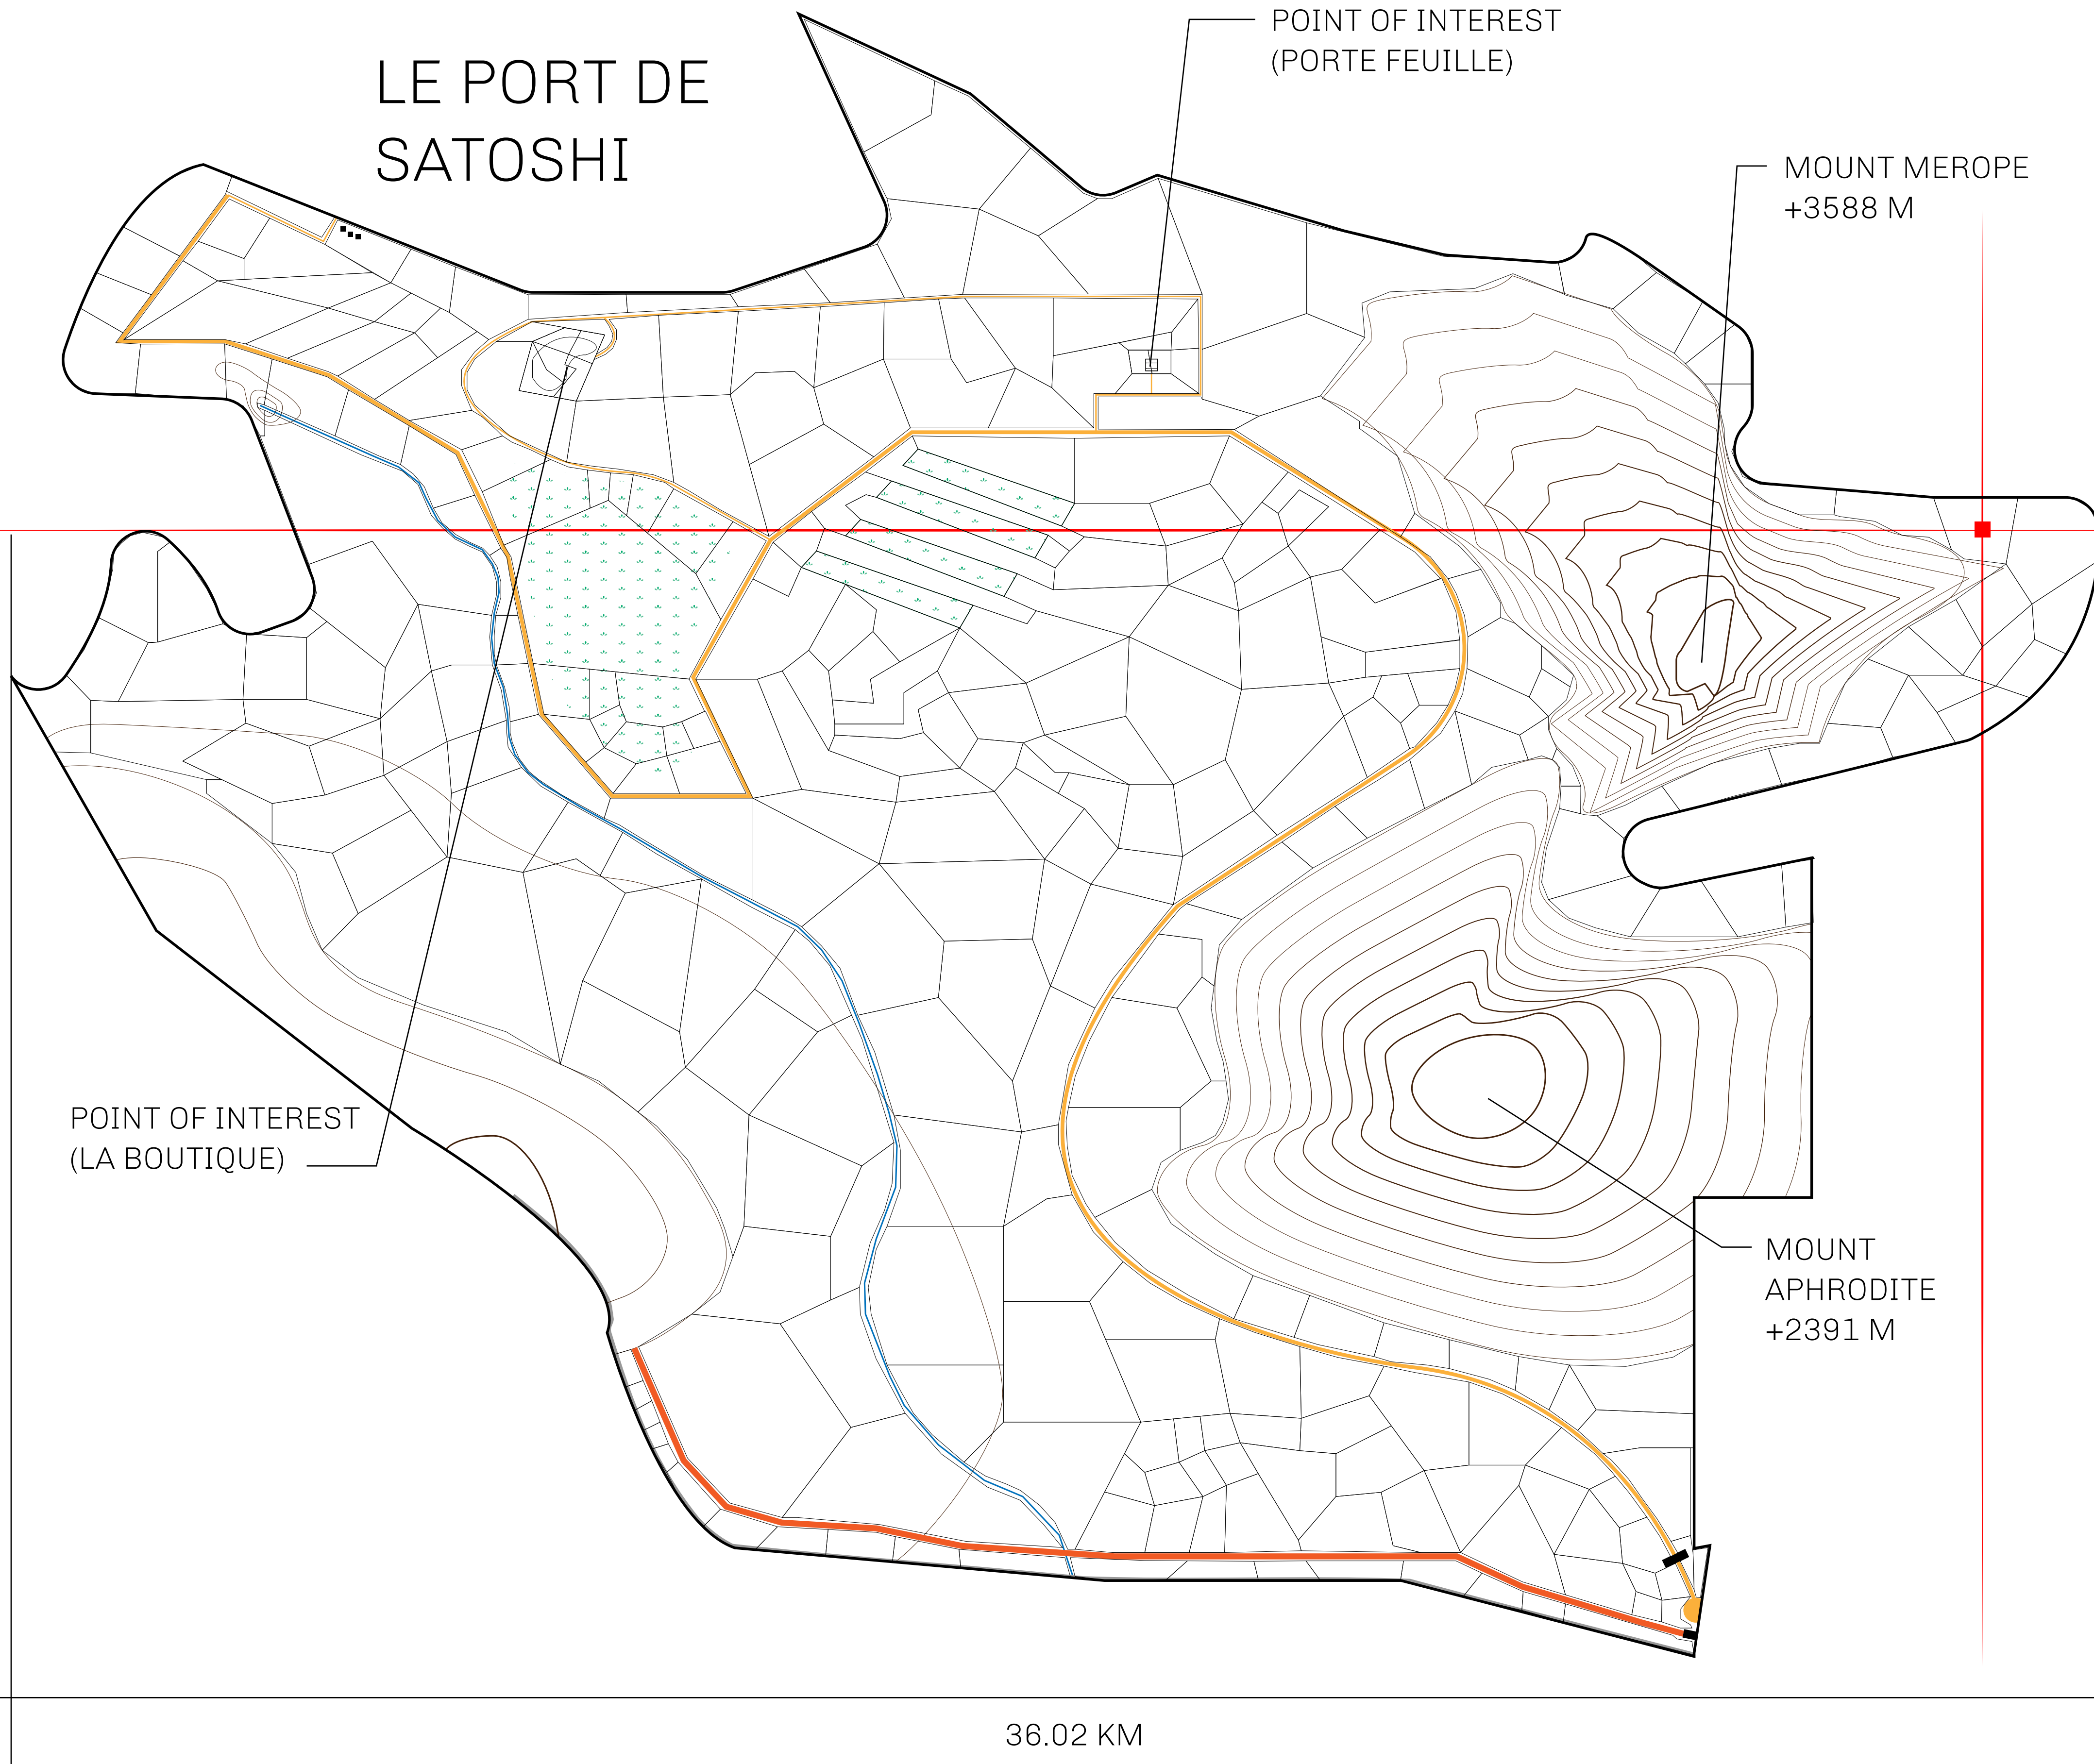 LE PORT DE
SATOSHI
POINT OF INTEREST
(PORTE FEUILLE)
MOUNT MEROPE
+3588 M
POINT OF INTEREST
(LA BOUTIQUE)
MOUNT
APHRODITE
+2391 M
36.02 KM